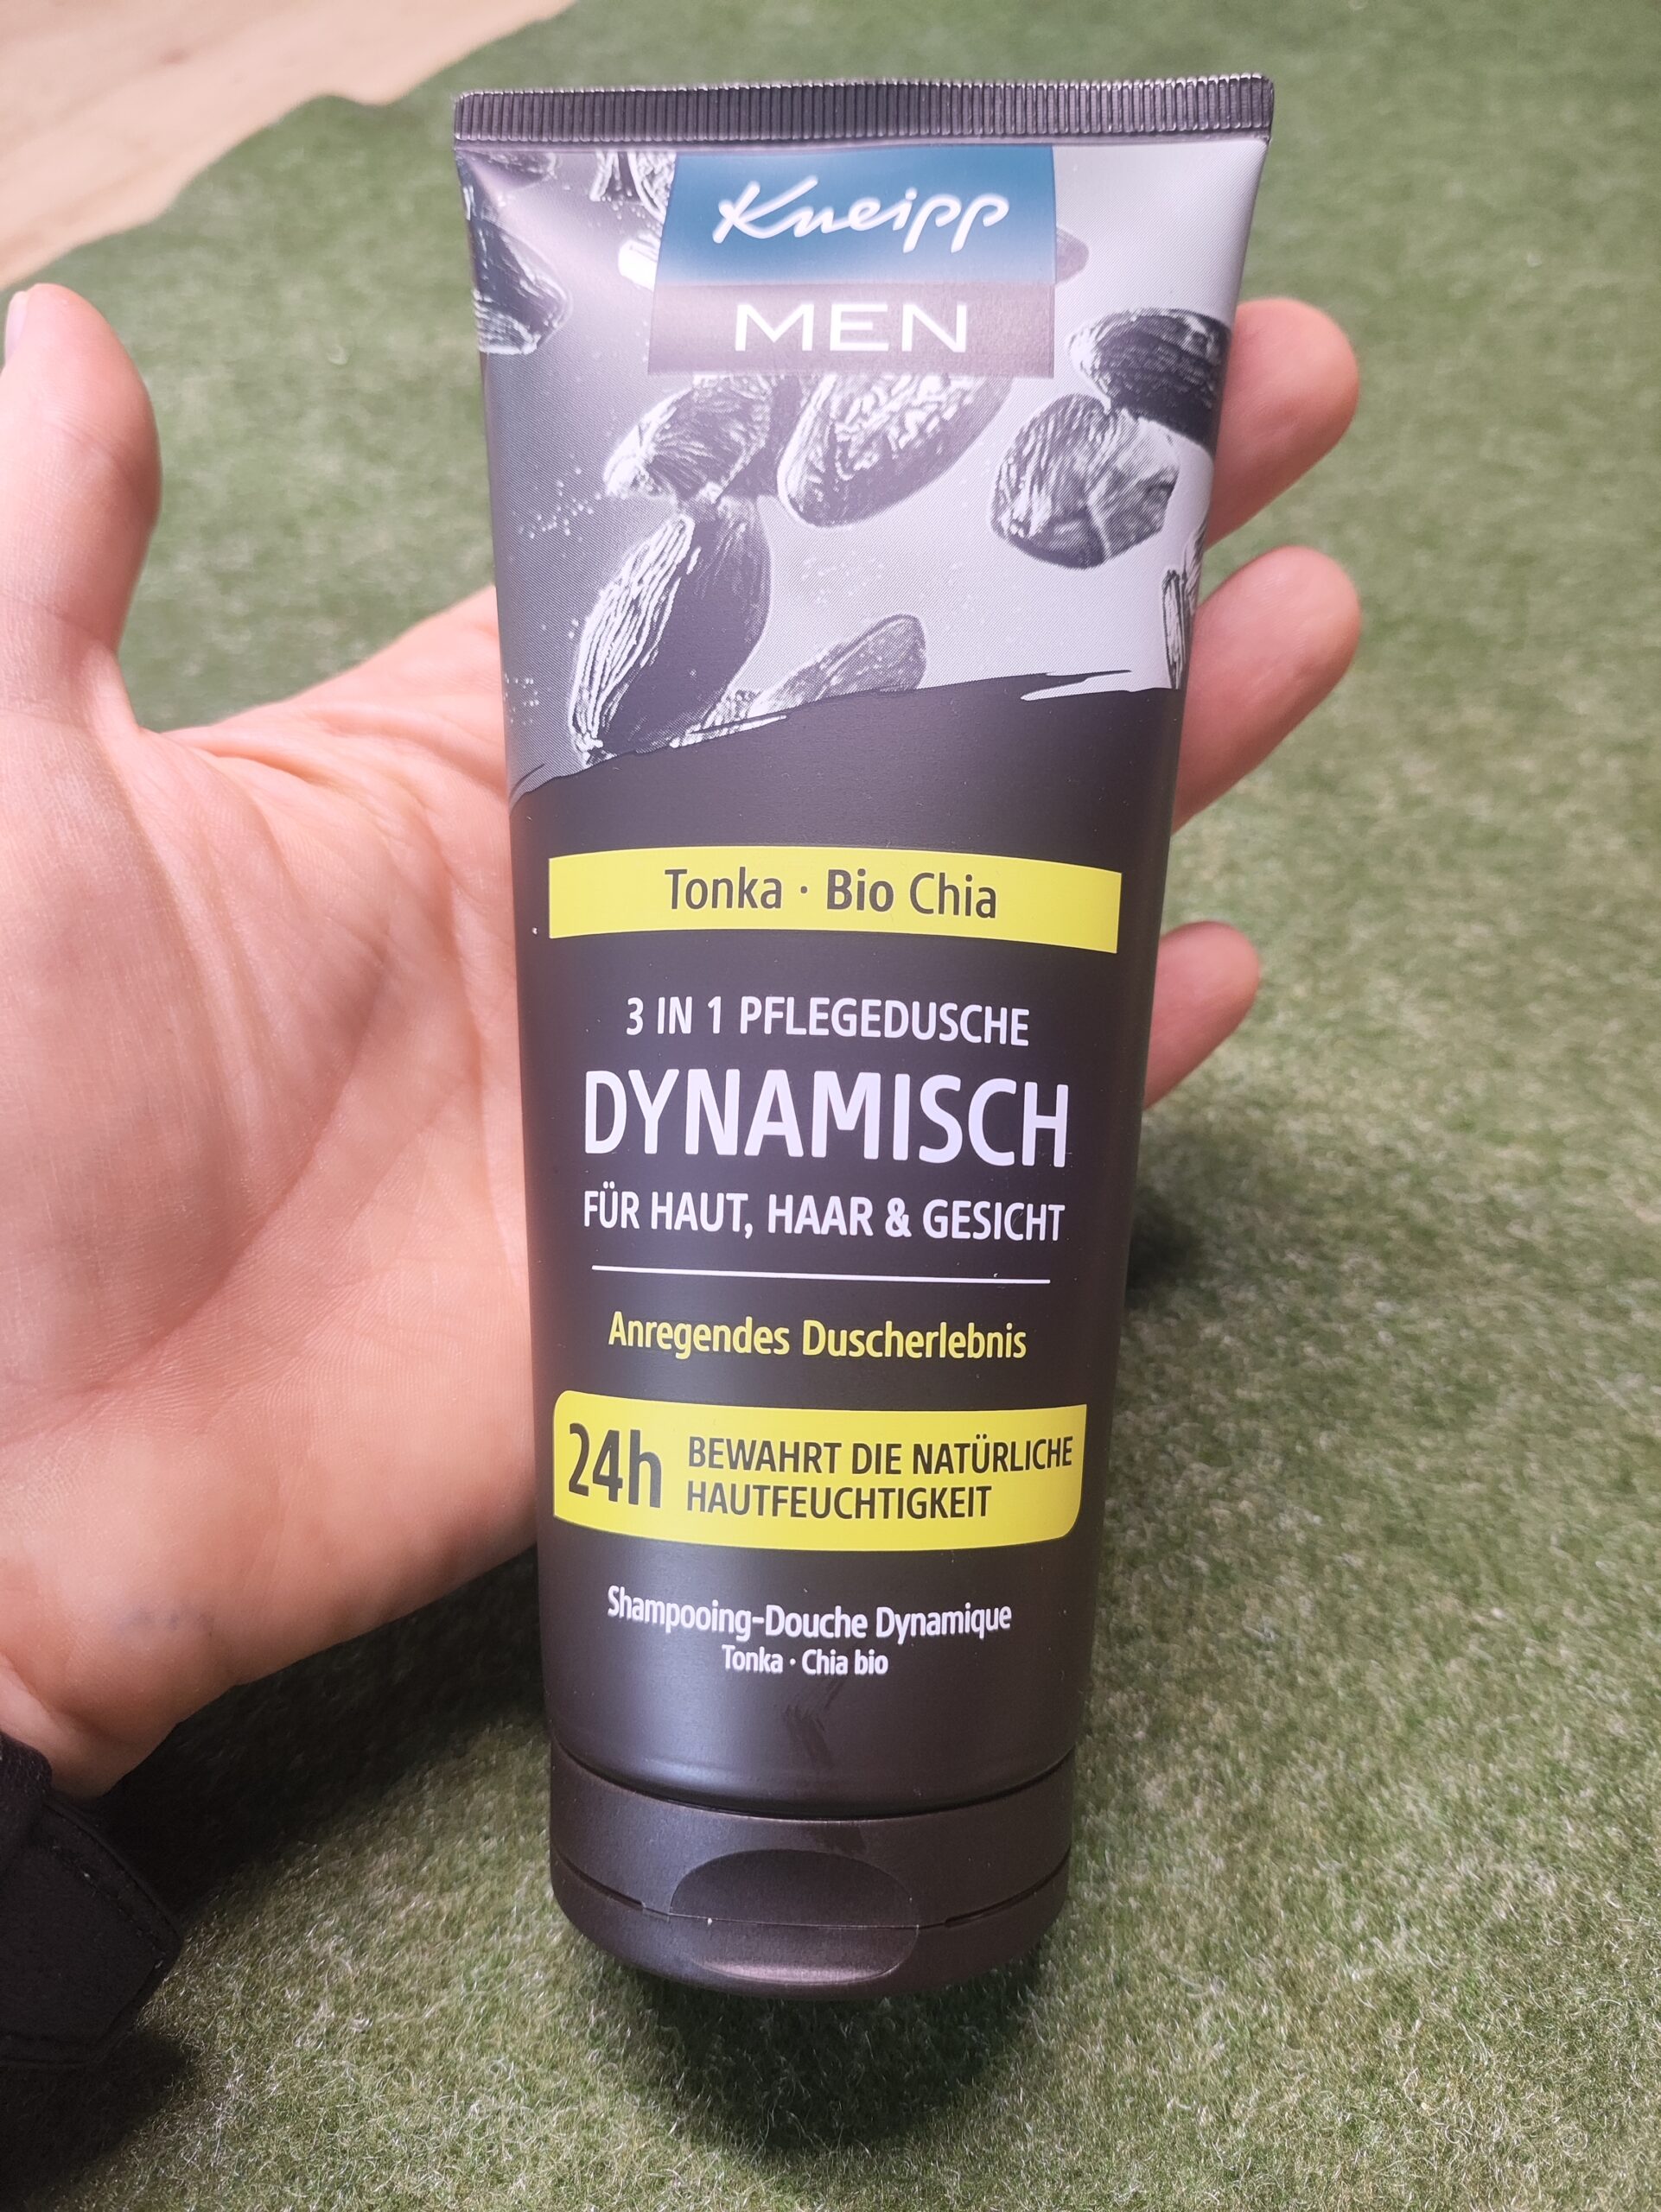 Kneipp
MEN
Tonka · Bio Chia
3 IN 1 PFLEGEDUSCHE
DYNAMISCH
FÜR HAUT, HAAR & GESICHT
Anregendes Duscherlebnis
24h BEWAHRT DIE NATÜRLICHE
HAUTFEUCHTIGKEIT
Shampooing-Douche Dynamique
Tonka · Chia bio